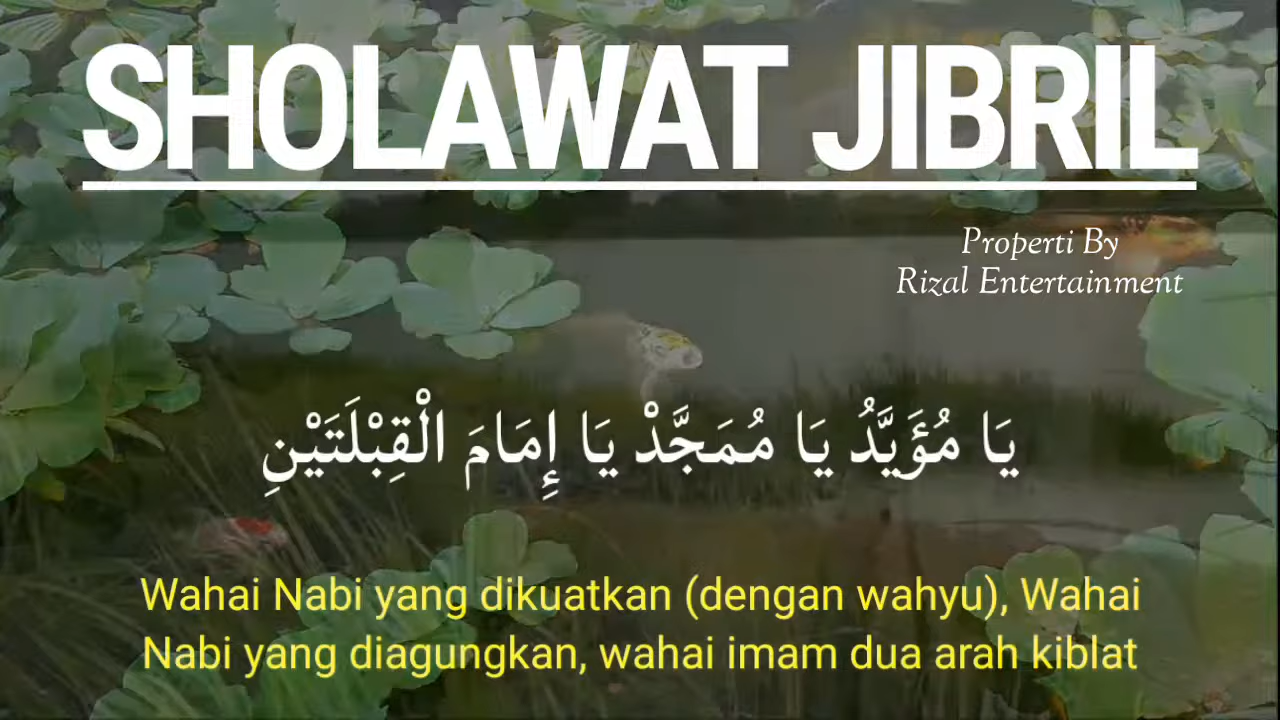 SHOLAWAT JIBRIL
Properti By
Rizal Entertainment
يَا مُؤَيَّدُ يَا مُمَجَّدْ يَا إِمَامَ الْقِبْلَتَيْنِ
Wahai Nabi yang dikuatkan (dengan wahyu), Wahai
Nabi yang diagungkan, wahai imam dua arah kiblat